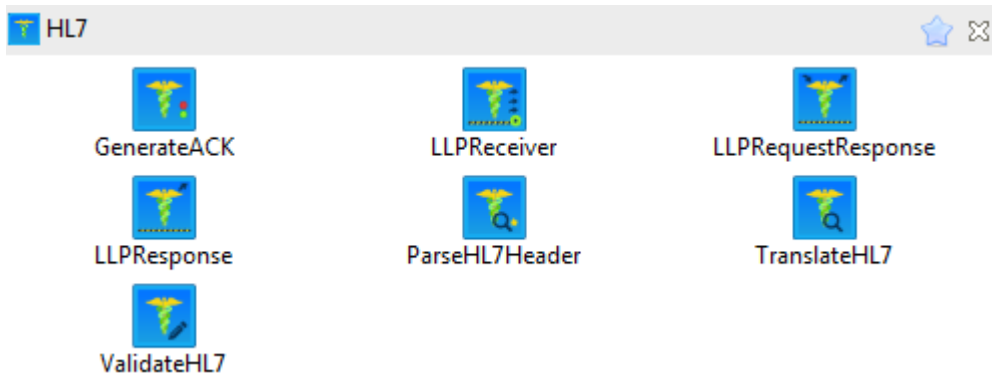 HL7
GenerateACK
LLPReceiver
LLPRequestResponse
LLPResponse
ParseHL7Header
TranslateHL7
ValidateHL7